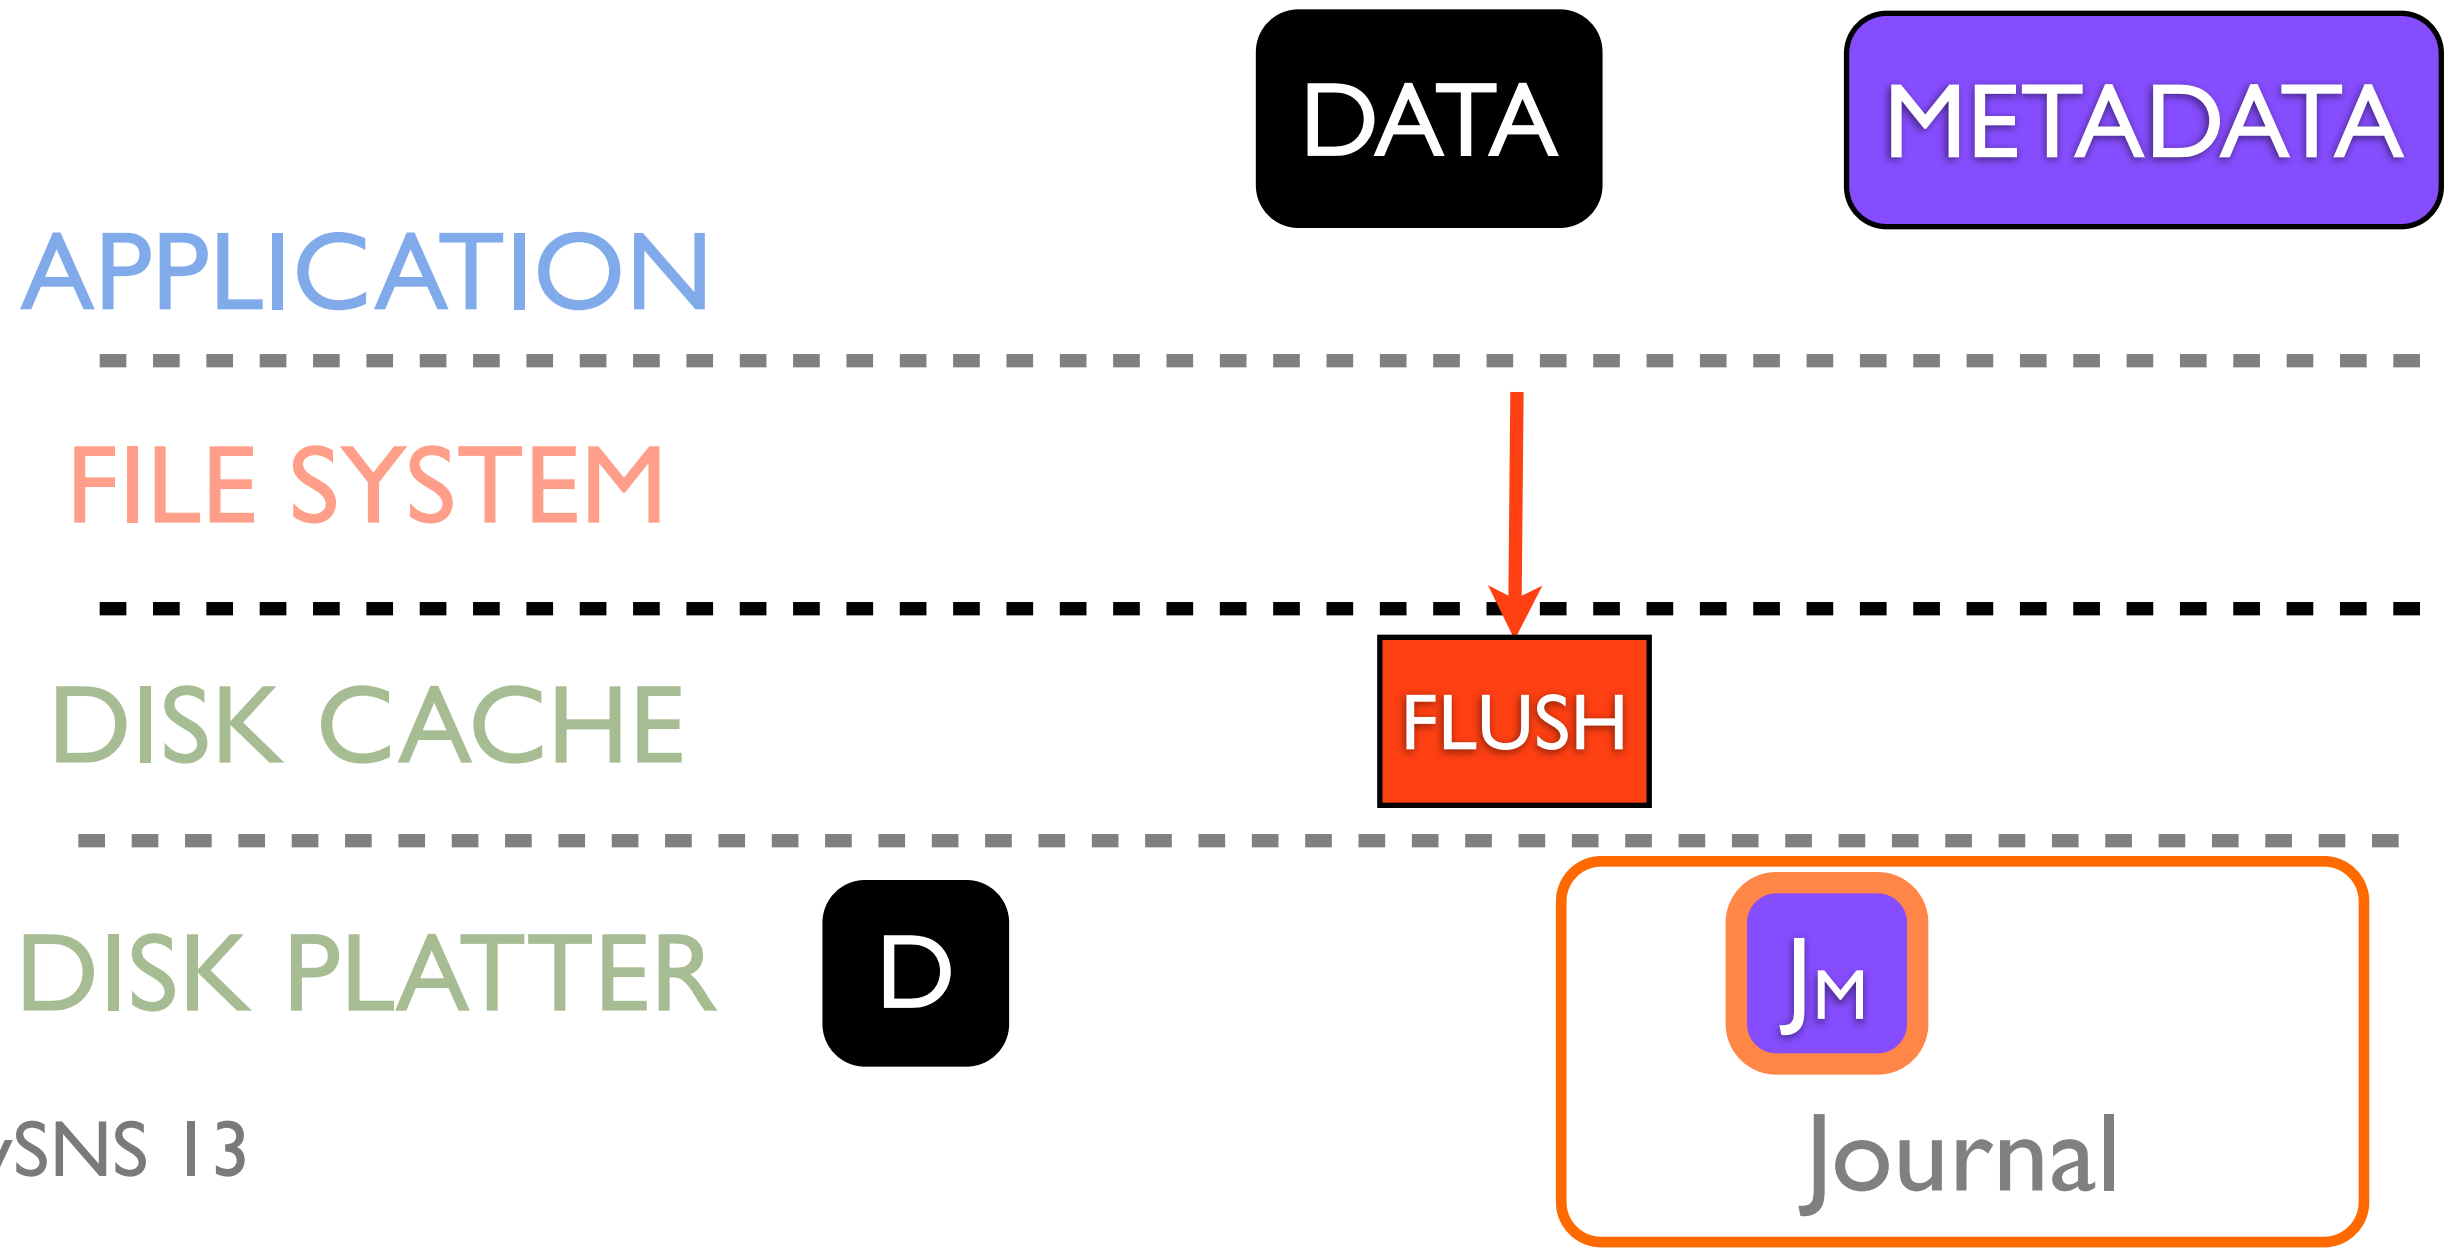 DATA
METADATA
APPLICATION
FILE SYSTEM
DISK CACHE
FLUSH
DISK PLATTER
D
JM
SNS 13
Journal